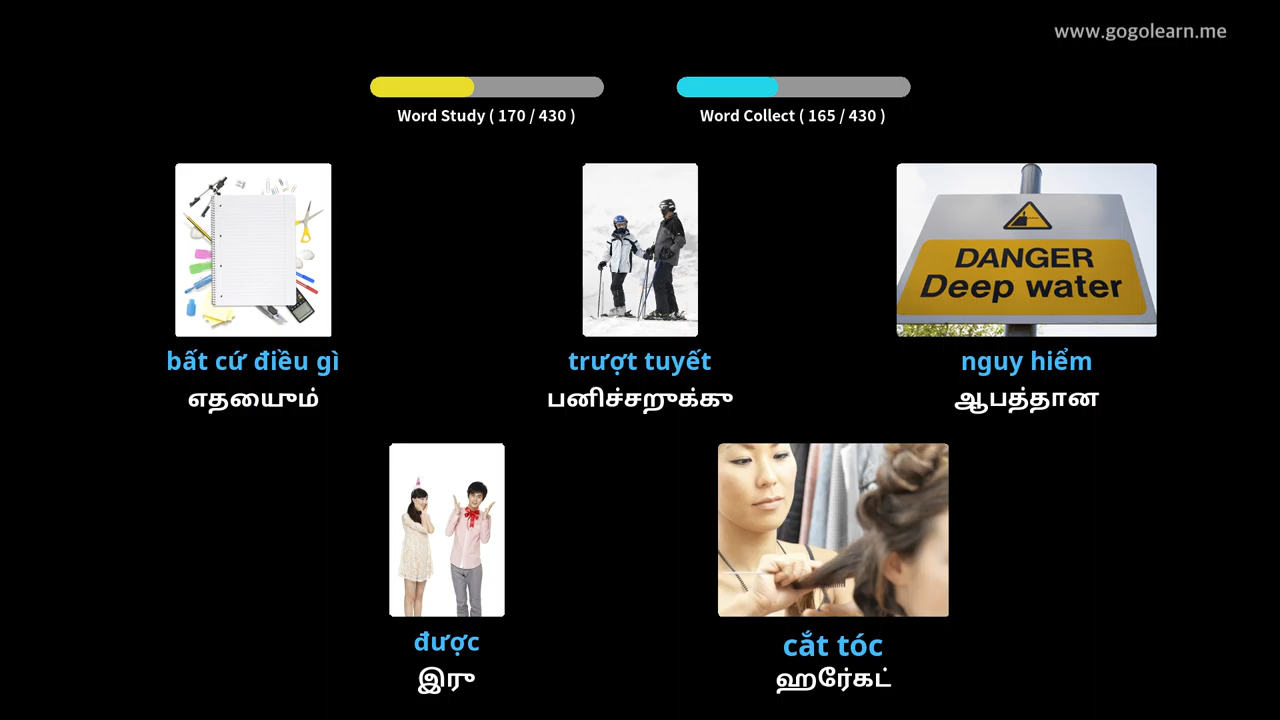 www.gogolearn.me
Word Study ( 170 / 430 )
Word Collect ( 165 / 430 )
DANGER
Deep water
bất cứ điều gì
trượt tuyết
nguy hiểm
எதையும்
பனிச்சறுக்கு
ஆபத்தான
được
cắt tóc
இரு
ஹேர்கட்